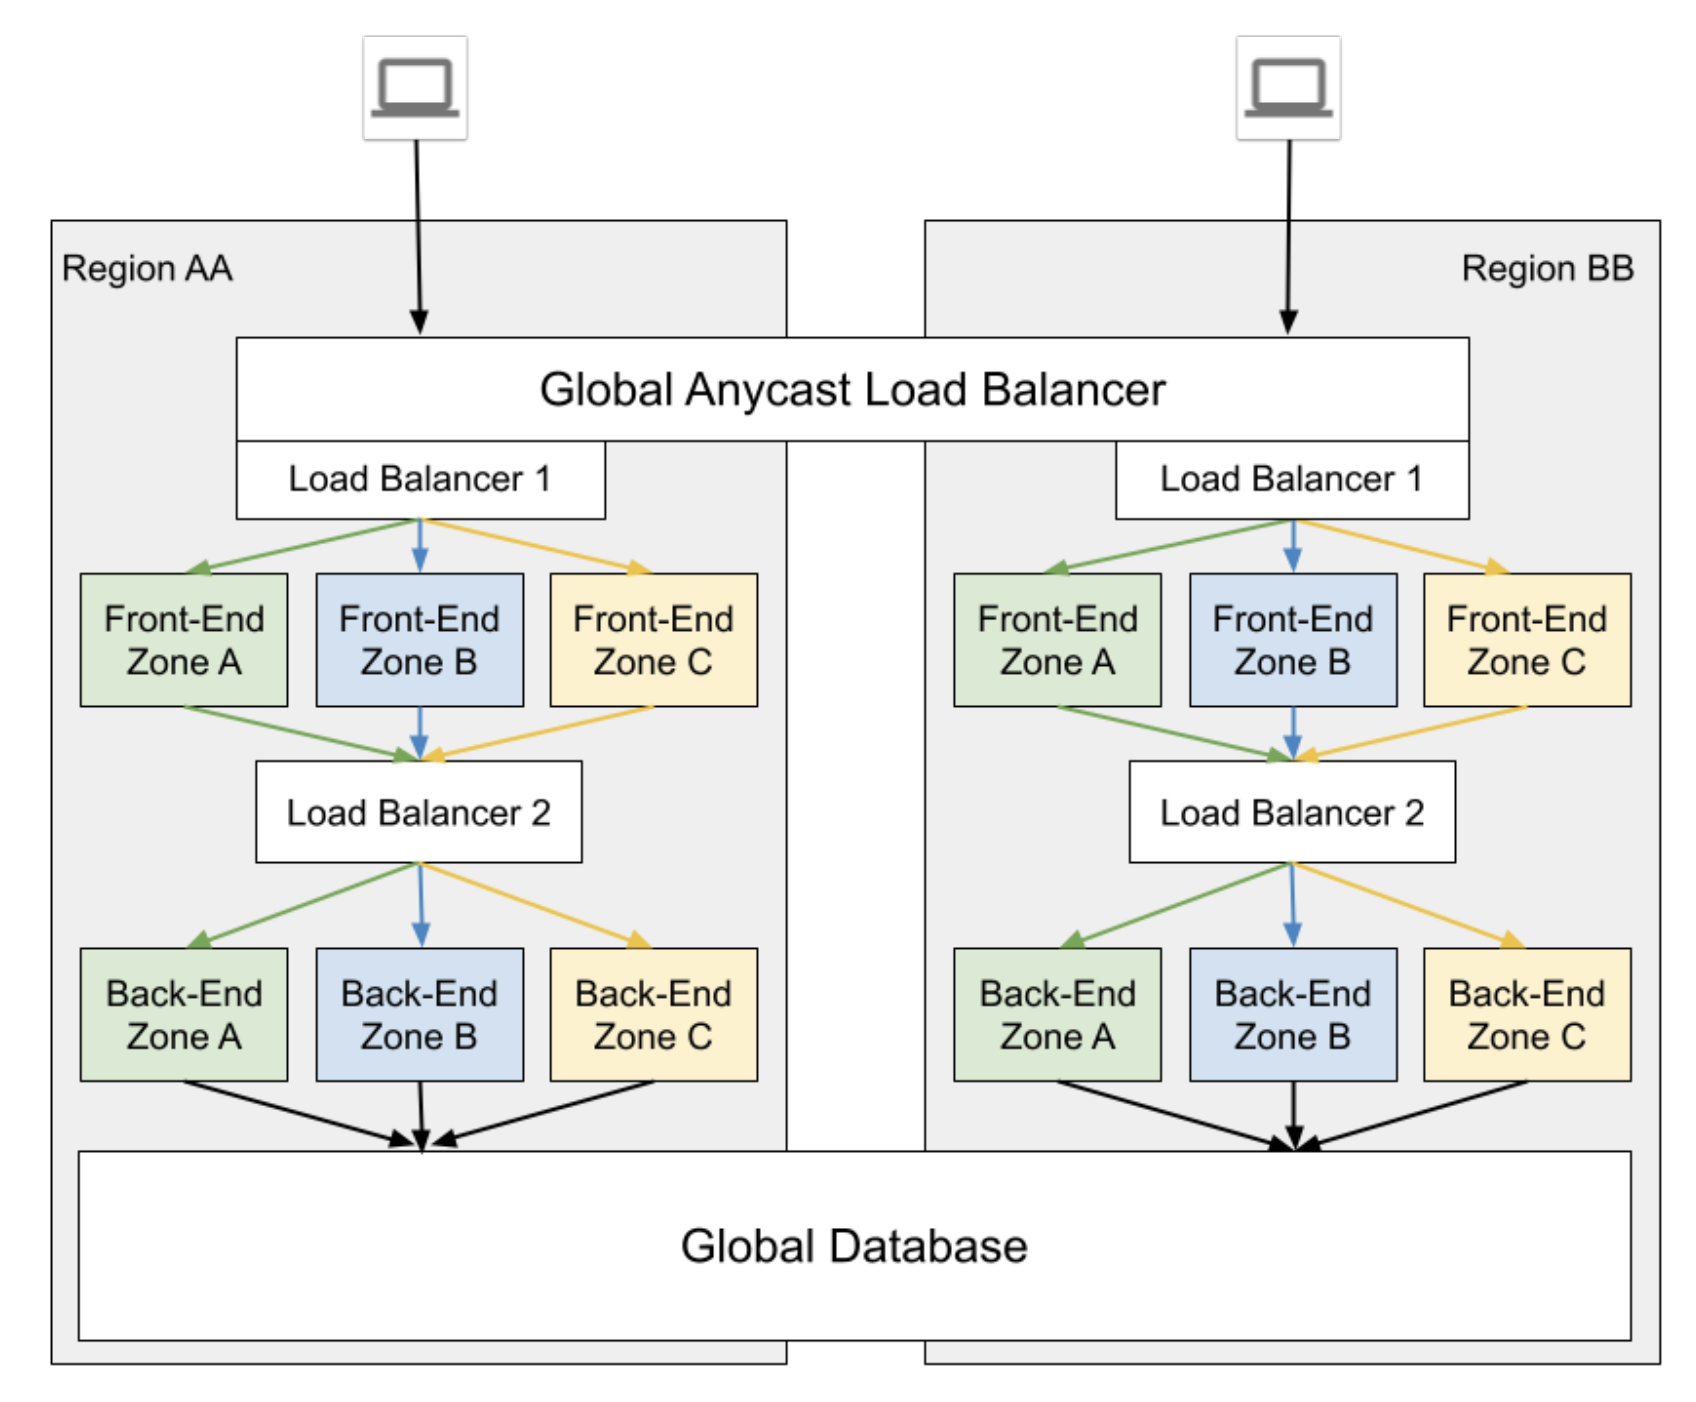 Region AA
Region BB
Global Anycast Load Balancer
Load Balancer 1
Load Balancer 1
Front-End
Zone A
Front-End
Zone B
Front-End
Zone C
Front-End
Zone A
Front-End
Zone B
Front-End
Zone C
Load Balancer 2
Load Balancer 2
Back-End
Zone A
Back-End
Zone B
Back-End
Zone C
Back-End
Zone A
Back-End
Zone B
Back-End
Zone C
Global Database